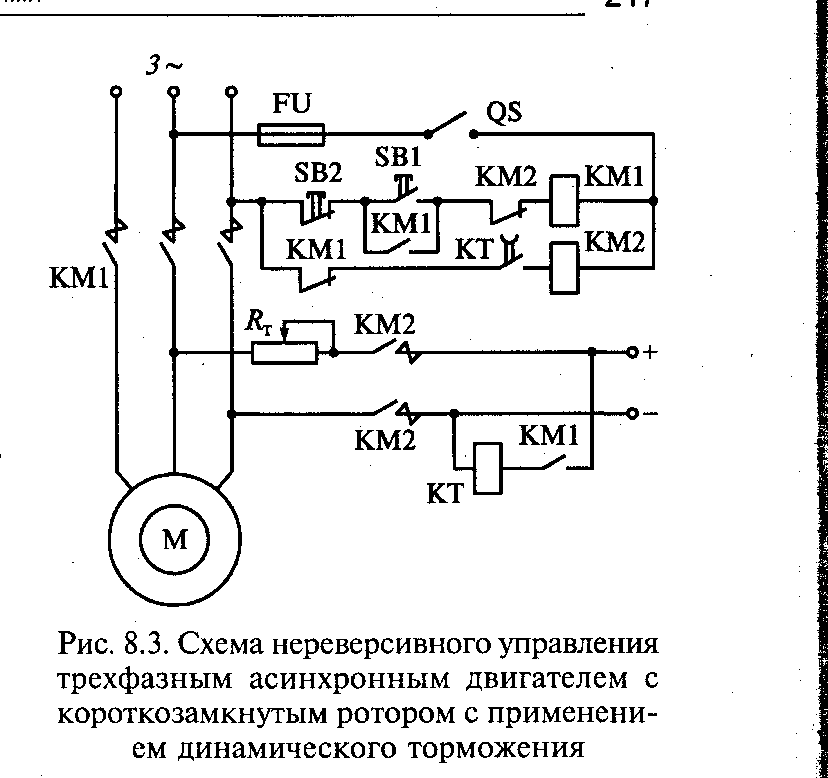 3 ~
FU
QS
SB1
SB2
KM2
KM1
KM1
KM1
KT
KM2
KM1
Rт
KM2
+
−
KM2
KM1
KT
M
Рис. 8.3. Схема нереверсивного управления
трехфазным асинхронным двигателем с
короткозамкнутым ротором с применени-
ем динамического торможения